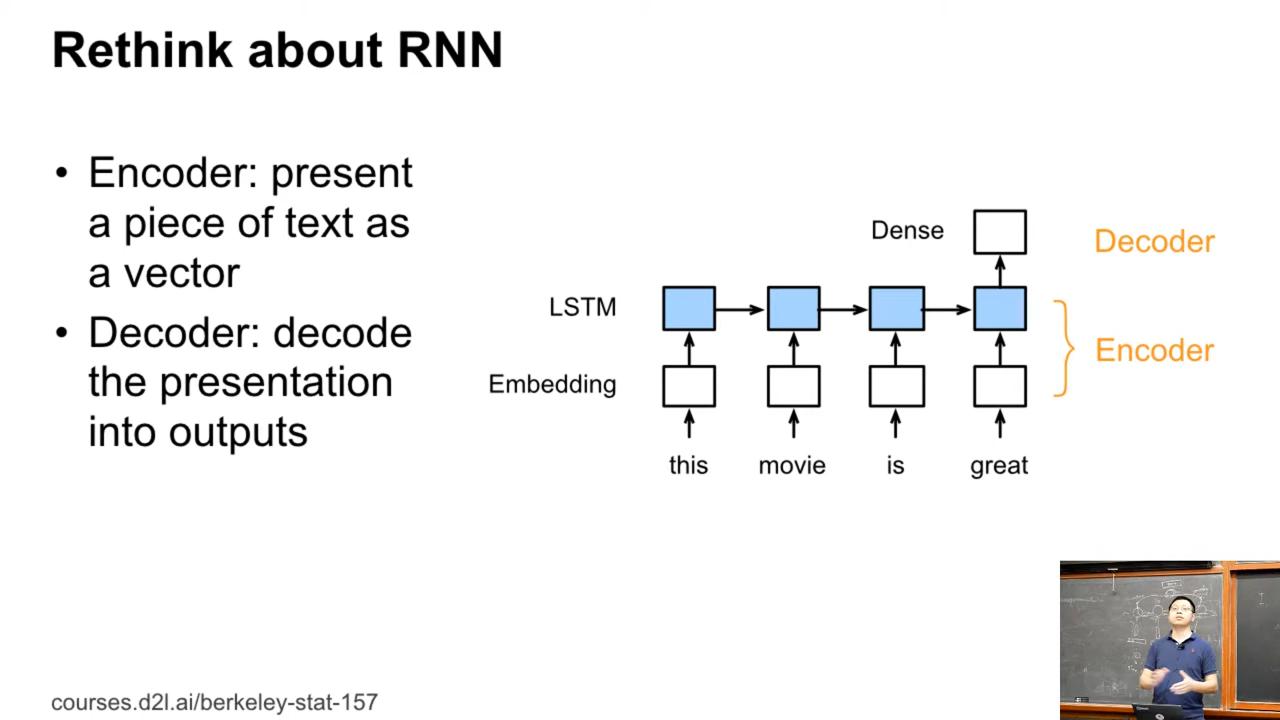 Rethink about RNN
• Encoder: present
a piece of text as
a vector
• Decoder: decode
the presentation
into outputs
Dense
Decoder
LSTM
Encoder
Embedding
this movie is great
courses.d2l.ai/berkeley-stat-157